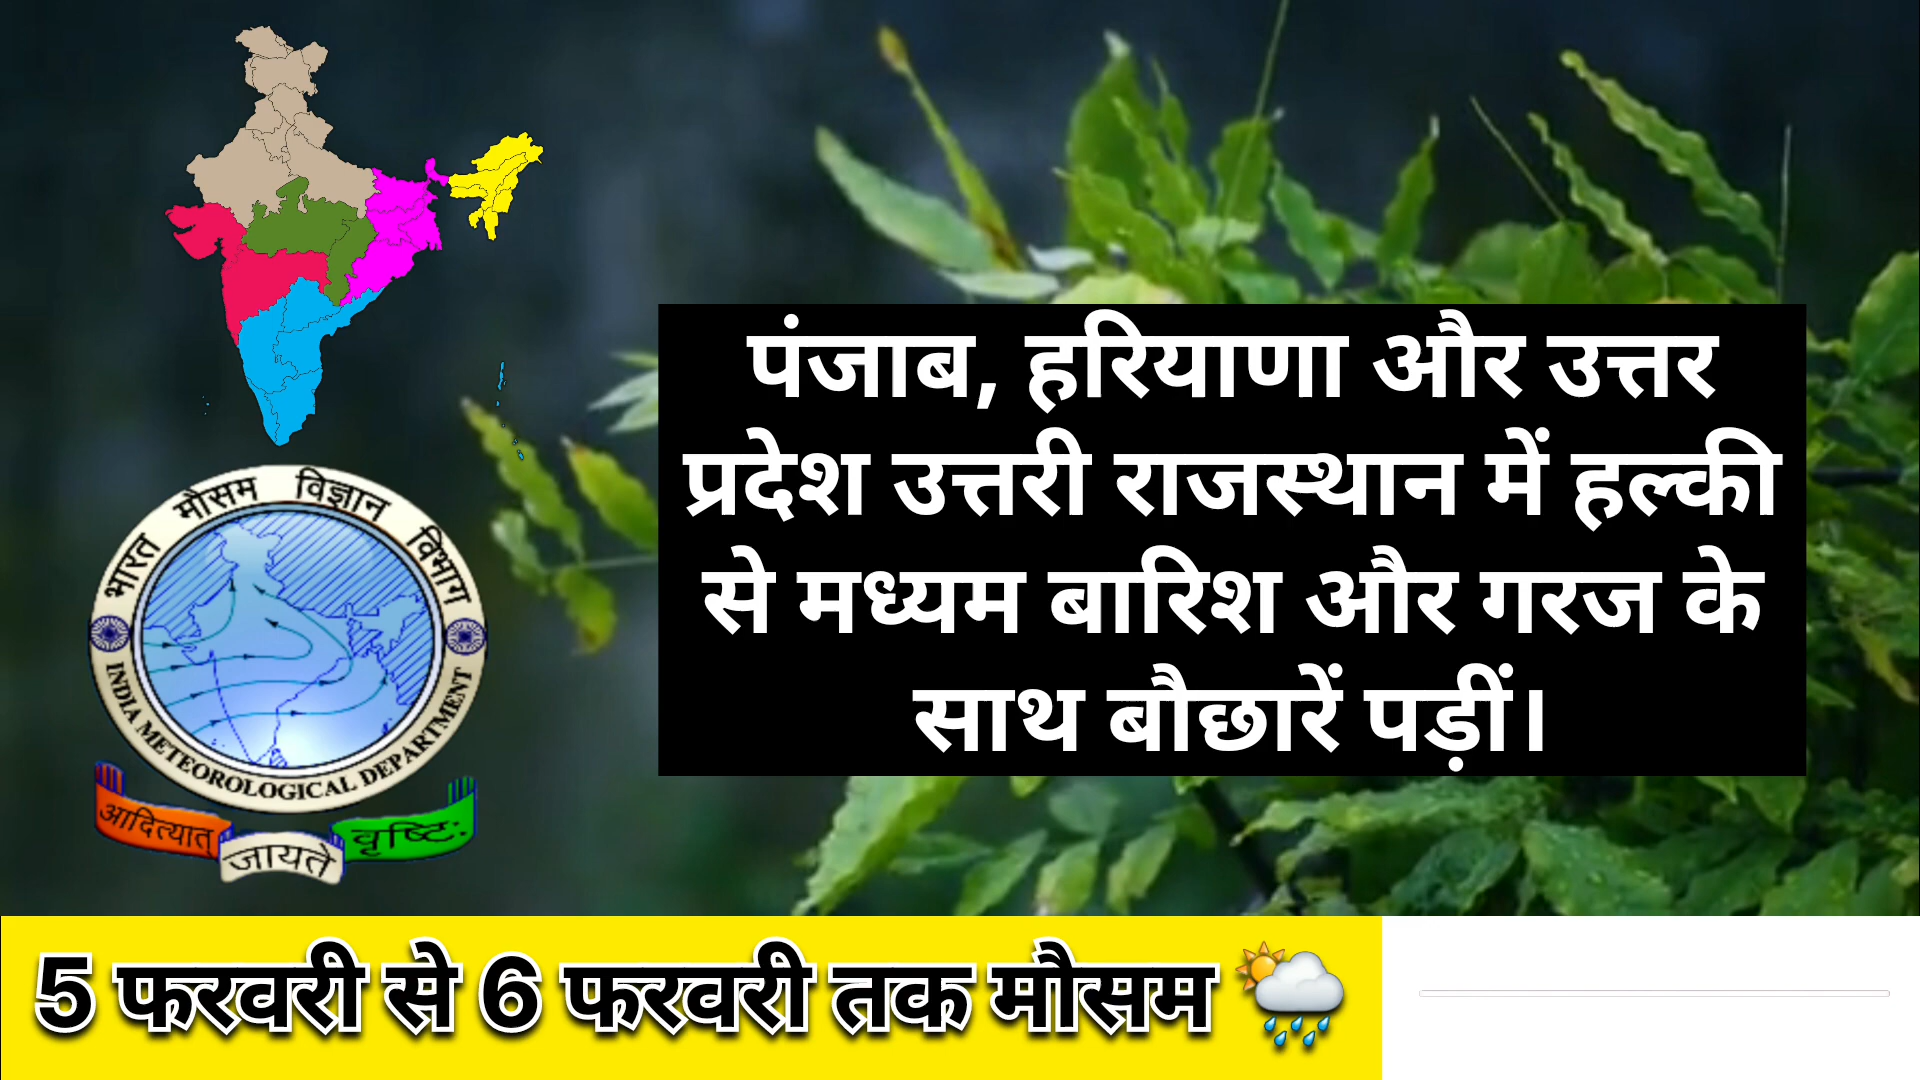 पंजाब, हरियाणा और उत्तर
प्रदेश उत्तरी राजस्थान में हल्की
से मध्यम बारिश और गरज के
साथ बौछारें पड़ीं।
भारत मौसम विज्ञान विभाग
INDIA METEOROLOGICAL DEPARTMENT
आदित्यात् जायते वृष्टि:
5 फरवरी से 6 फरवरी तक मौसम